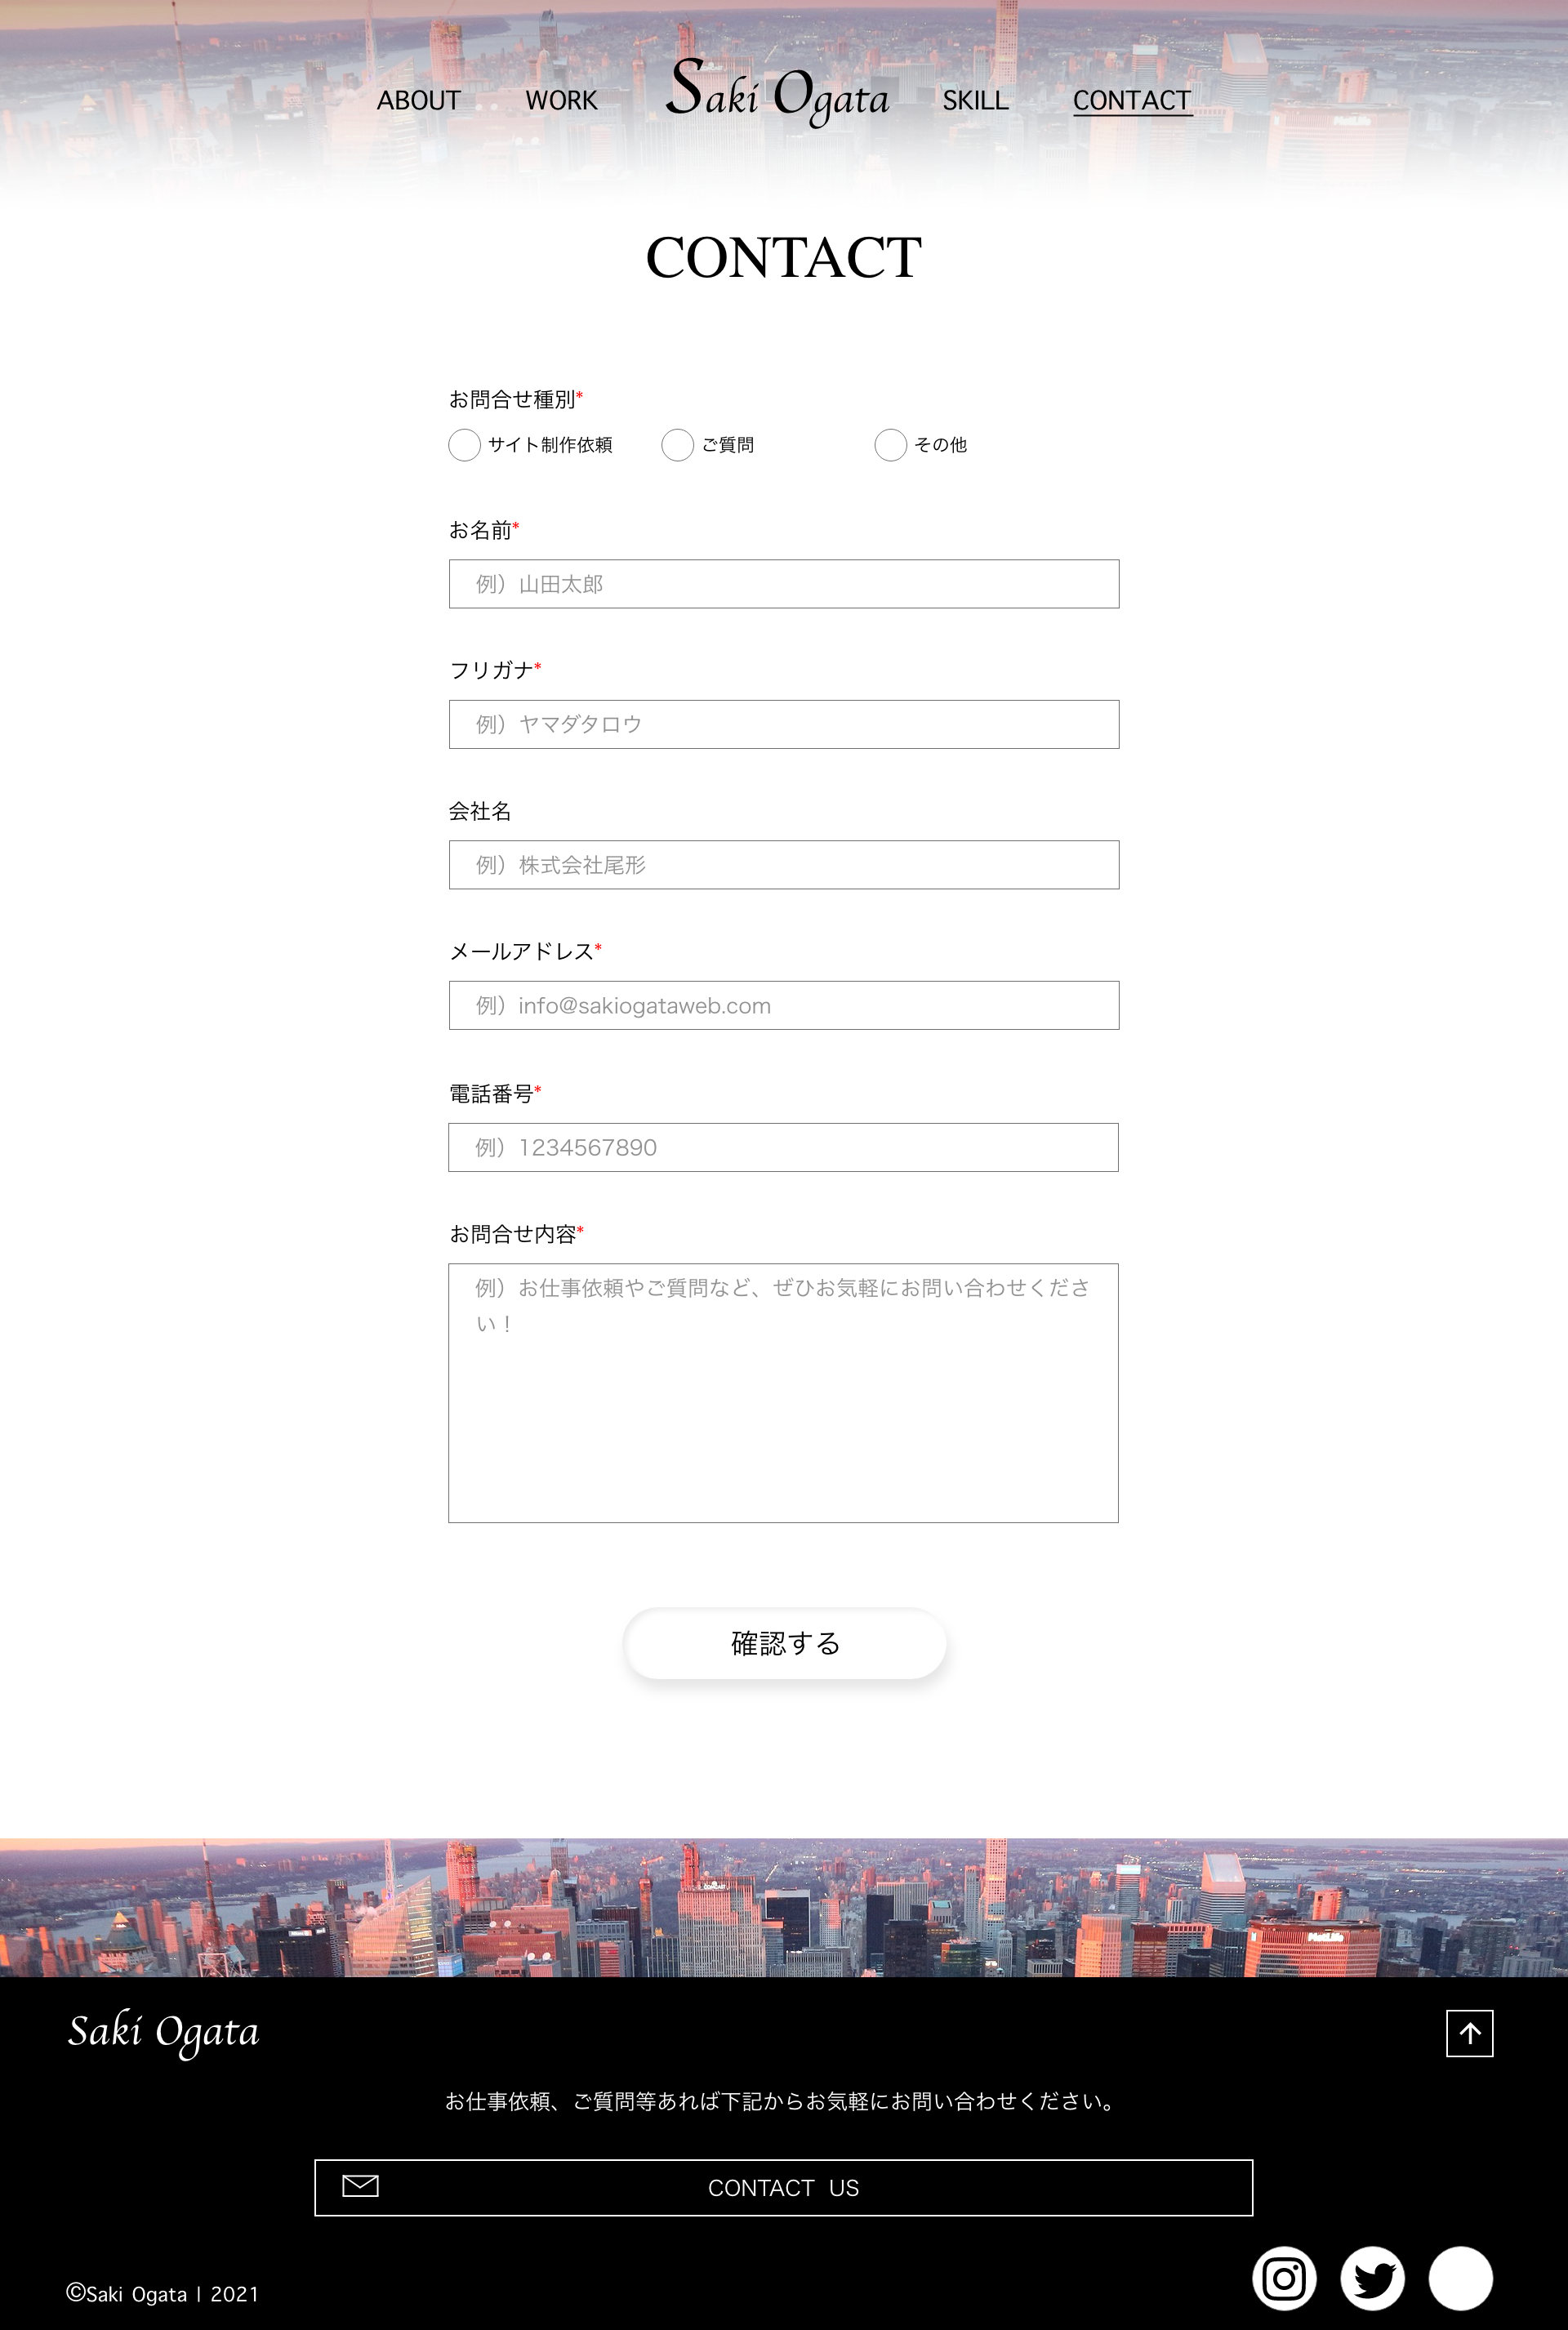 ABOUT WORK Saki Ogata SKILL CONTACT
CONTACT
お問合せ種別*
サイト制作依頼 ご質問 その他
お名前*
例）山田太郎
フリガナ*
例）ヤマダタロウ
会社名
例）株式会社尾形
メールアドレス*
例）info@sakiogataweb.com
電話番号*
例）1234567890
お問合せ内容*
例）お仕事依頼やご質問など、ぜひお気軽にお問い合わせくださ
い！
確認する
MetLife
Saki Ogata
お仕事依頼、ご質問等あれば下記からお気軽にお問い合わせください。
CONTACT US
©Saki Ogata | 2021